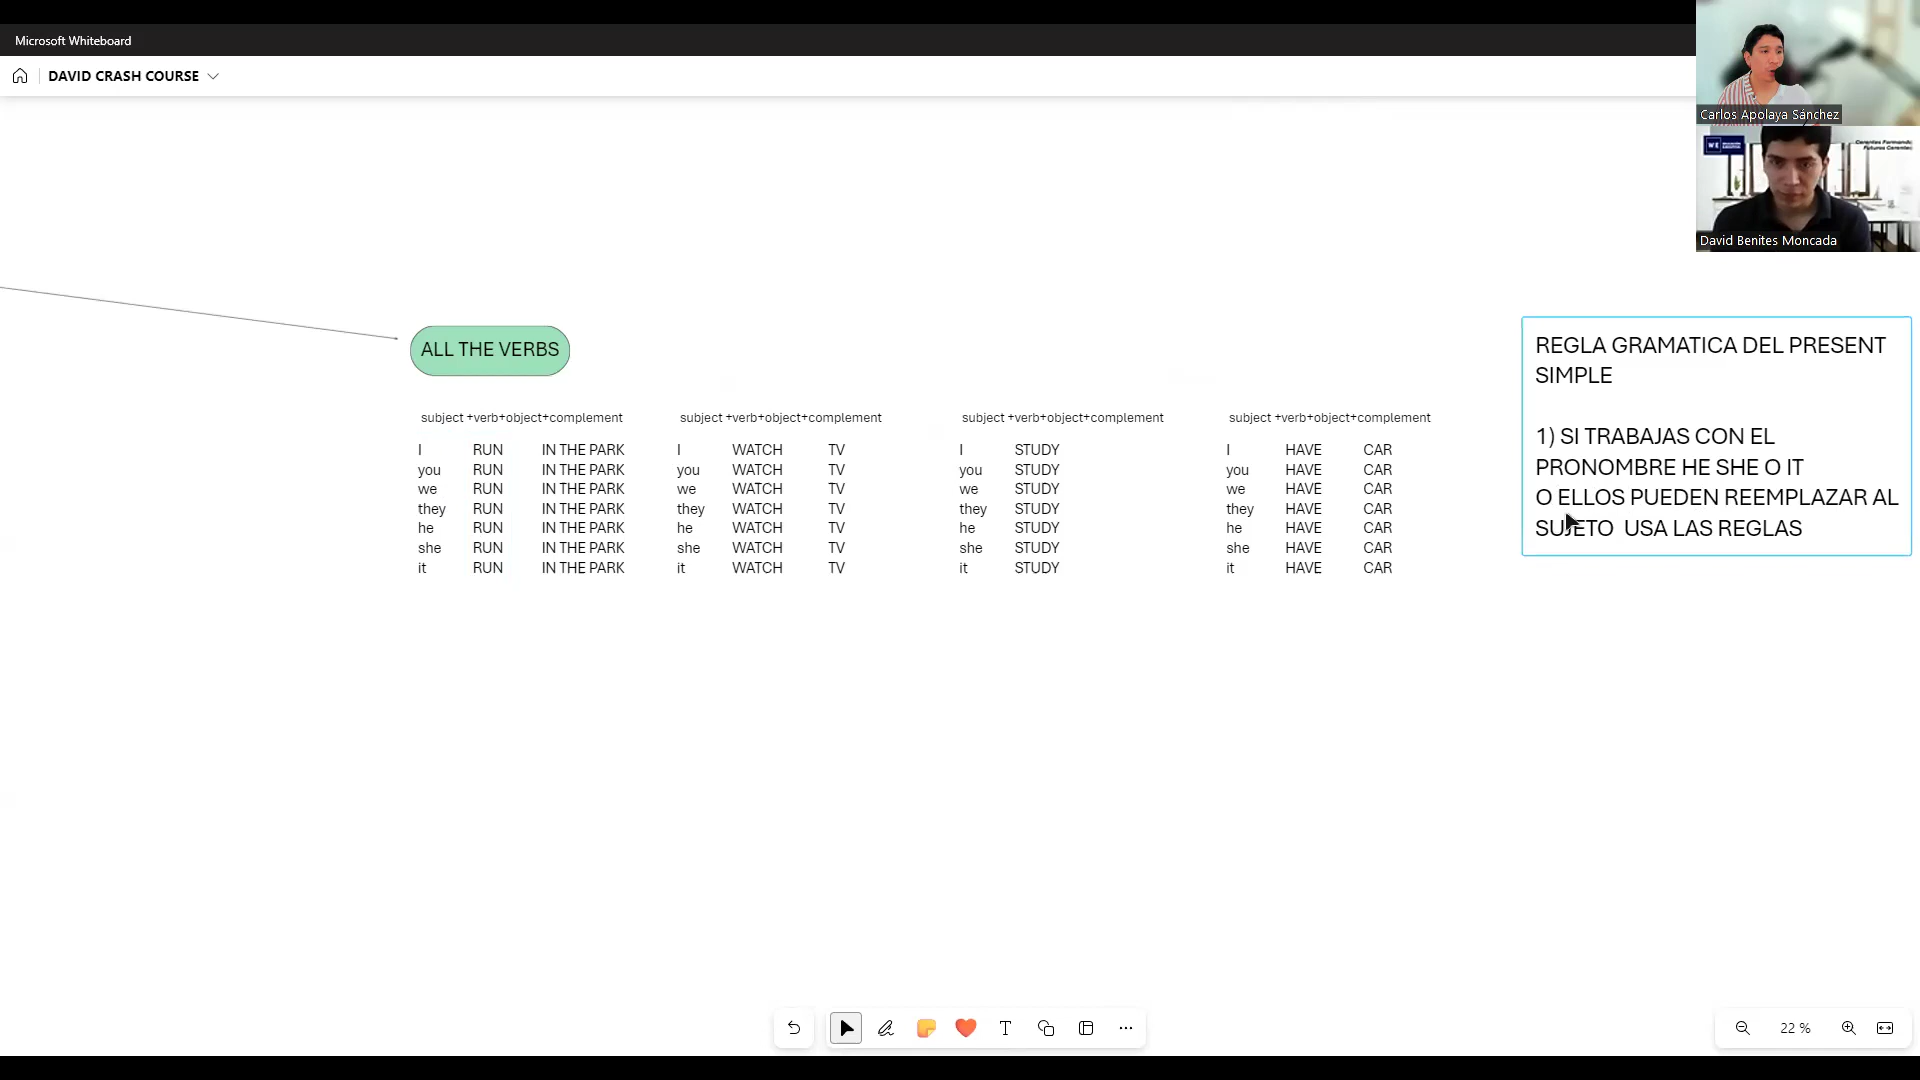 Microsoft Whiteboard
DAVID CRASH COURSE
Carlos Apolaya Sánchez
WE
Gerentes Formando
Futuros Gerentes
David Benites Moncada
ALL THE VERBS
subject +verb+object+complement
I RUN IN THE PARK
you RUN IN THE PARK
we RUN IN THE PARK
they RUN IN THE PARK
he RUN IN THE PARK
she RUN IN THE PARK
it RUN IN THE PARK
subject +verb+object+complement
I WATCH TV
you WATCH TV
we WATCH TV
they WATCH TV
he WATCH TV
she WATCH TV
it WATCH TV
subject +verb+object+complement
I STUDY
you STUDY
we STUDY
they STUDY
he STUDY
she STUDY
it STUDY
subject +verb+object+complement
I HAVE CAR
you HAVE CAR
we HAVE CAR
they HAVE CAR
he HAVE CAR
she HAVE CAR
it HAVE CAR
REGLA GRAMATICA DEL PRESENT
SIMPLE
1) SI TRABAJAS CON EL
PRONOMBRE HE SHE O IT
O ELLOS PUEDEN REEMPLAZAR AL
SUJETO USA LAS REGLAS
22 %